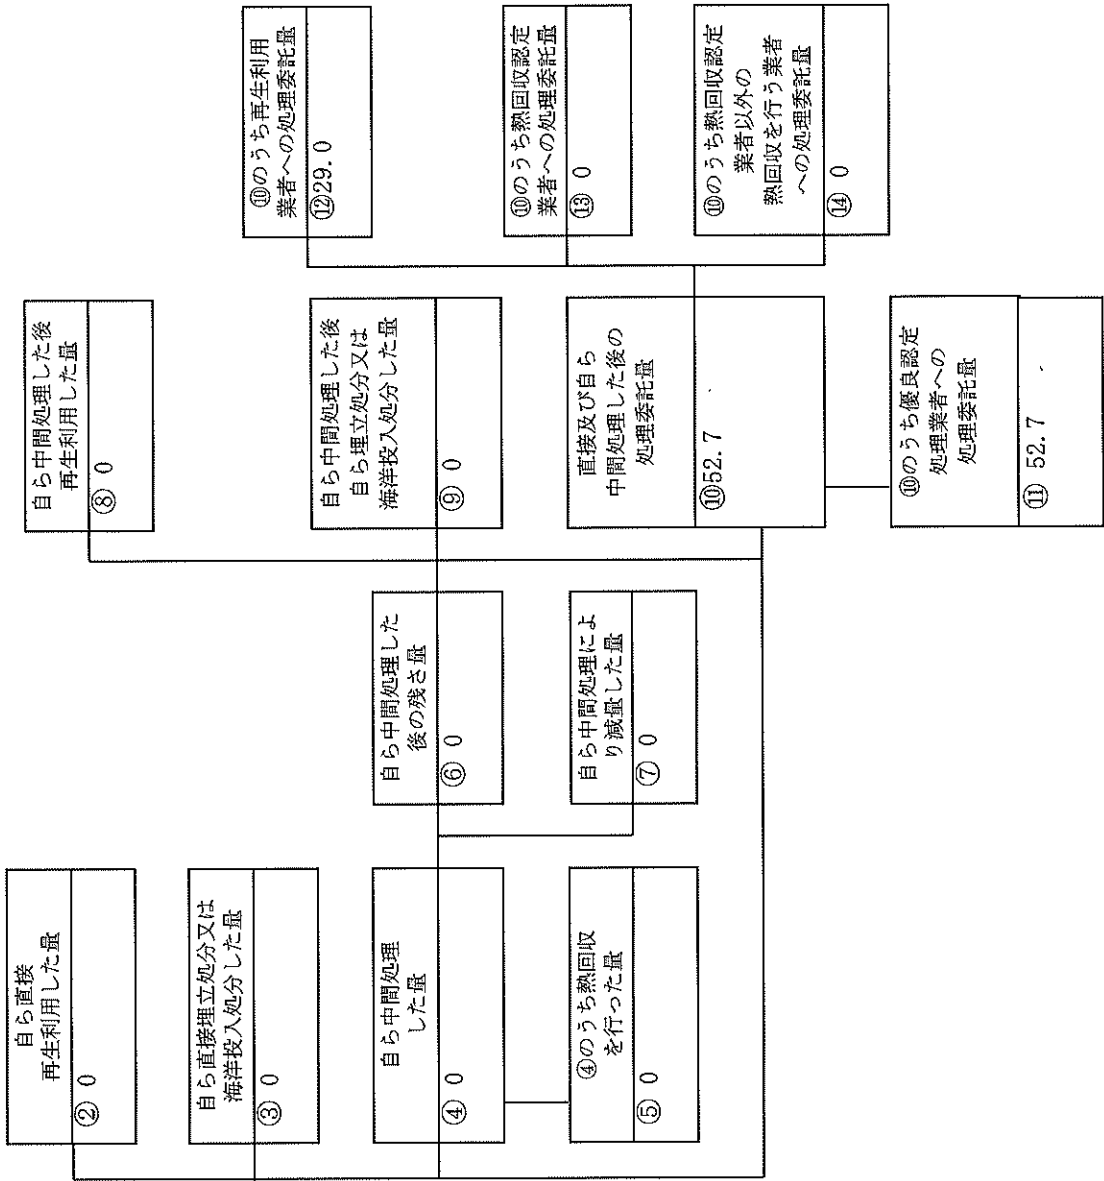 自ら直接
再生利用した量
② 0
自ら直接埋立処分又は
海洋投入処分した量
③ 0
自ら中間処理
した量
④ 0
④のうち熱回収
を行った量
⑤ 0
自ら中間処理した
後の残さ量
⑥ 0
自ら中間処理によ
り減量した量
⑦ 0
自ら中間処理した後
再生利用した量
⑧ 0
自ら中間処理した後
自ら埋立処分又は
海洋投入処分した量
⑨ 0
直接及び自ら
中間処理した後の
処理委託量
⑩52.7
⑩のうち優良認定
処理業者への
処理委託量
⑪ 52.7
⑩のうち再生利用
業者への処理委託量
⑫29.0
⑩のうち熱回収認定
業者への処理委託量
⑬ 0
⑩のうち熱回収認定
業者以外の
熱回収を行う業者
への処理委託量
⑭ 0